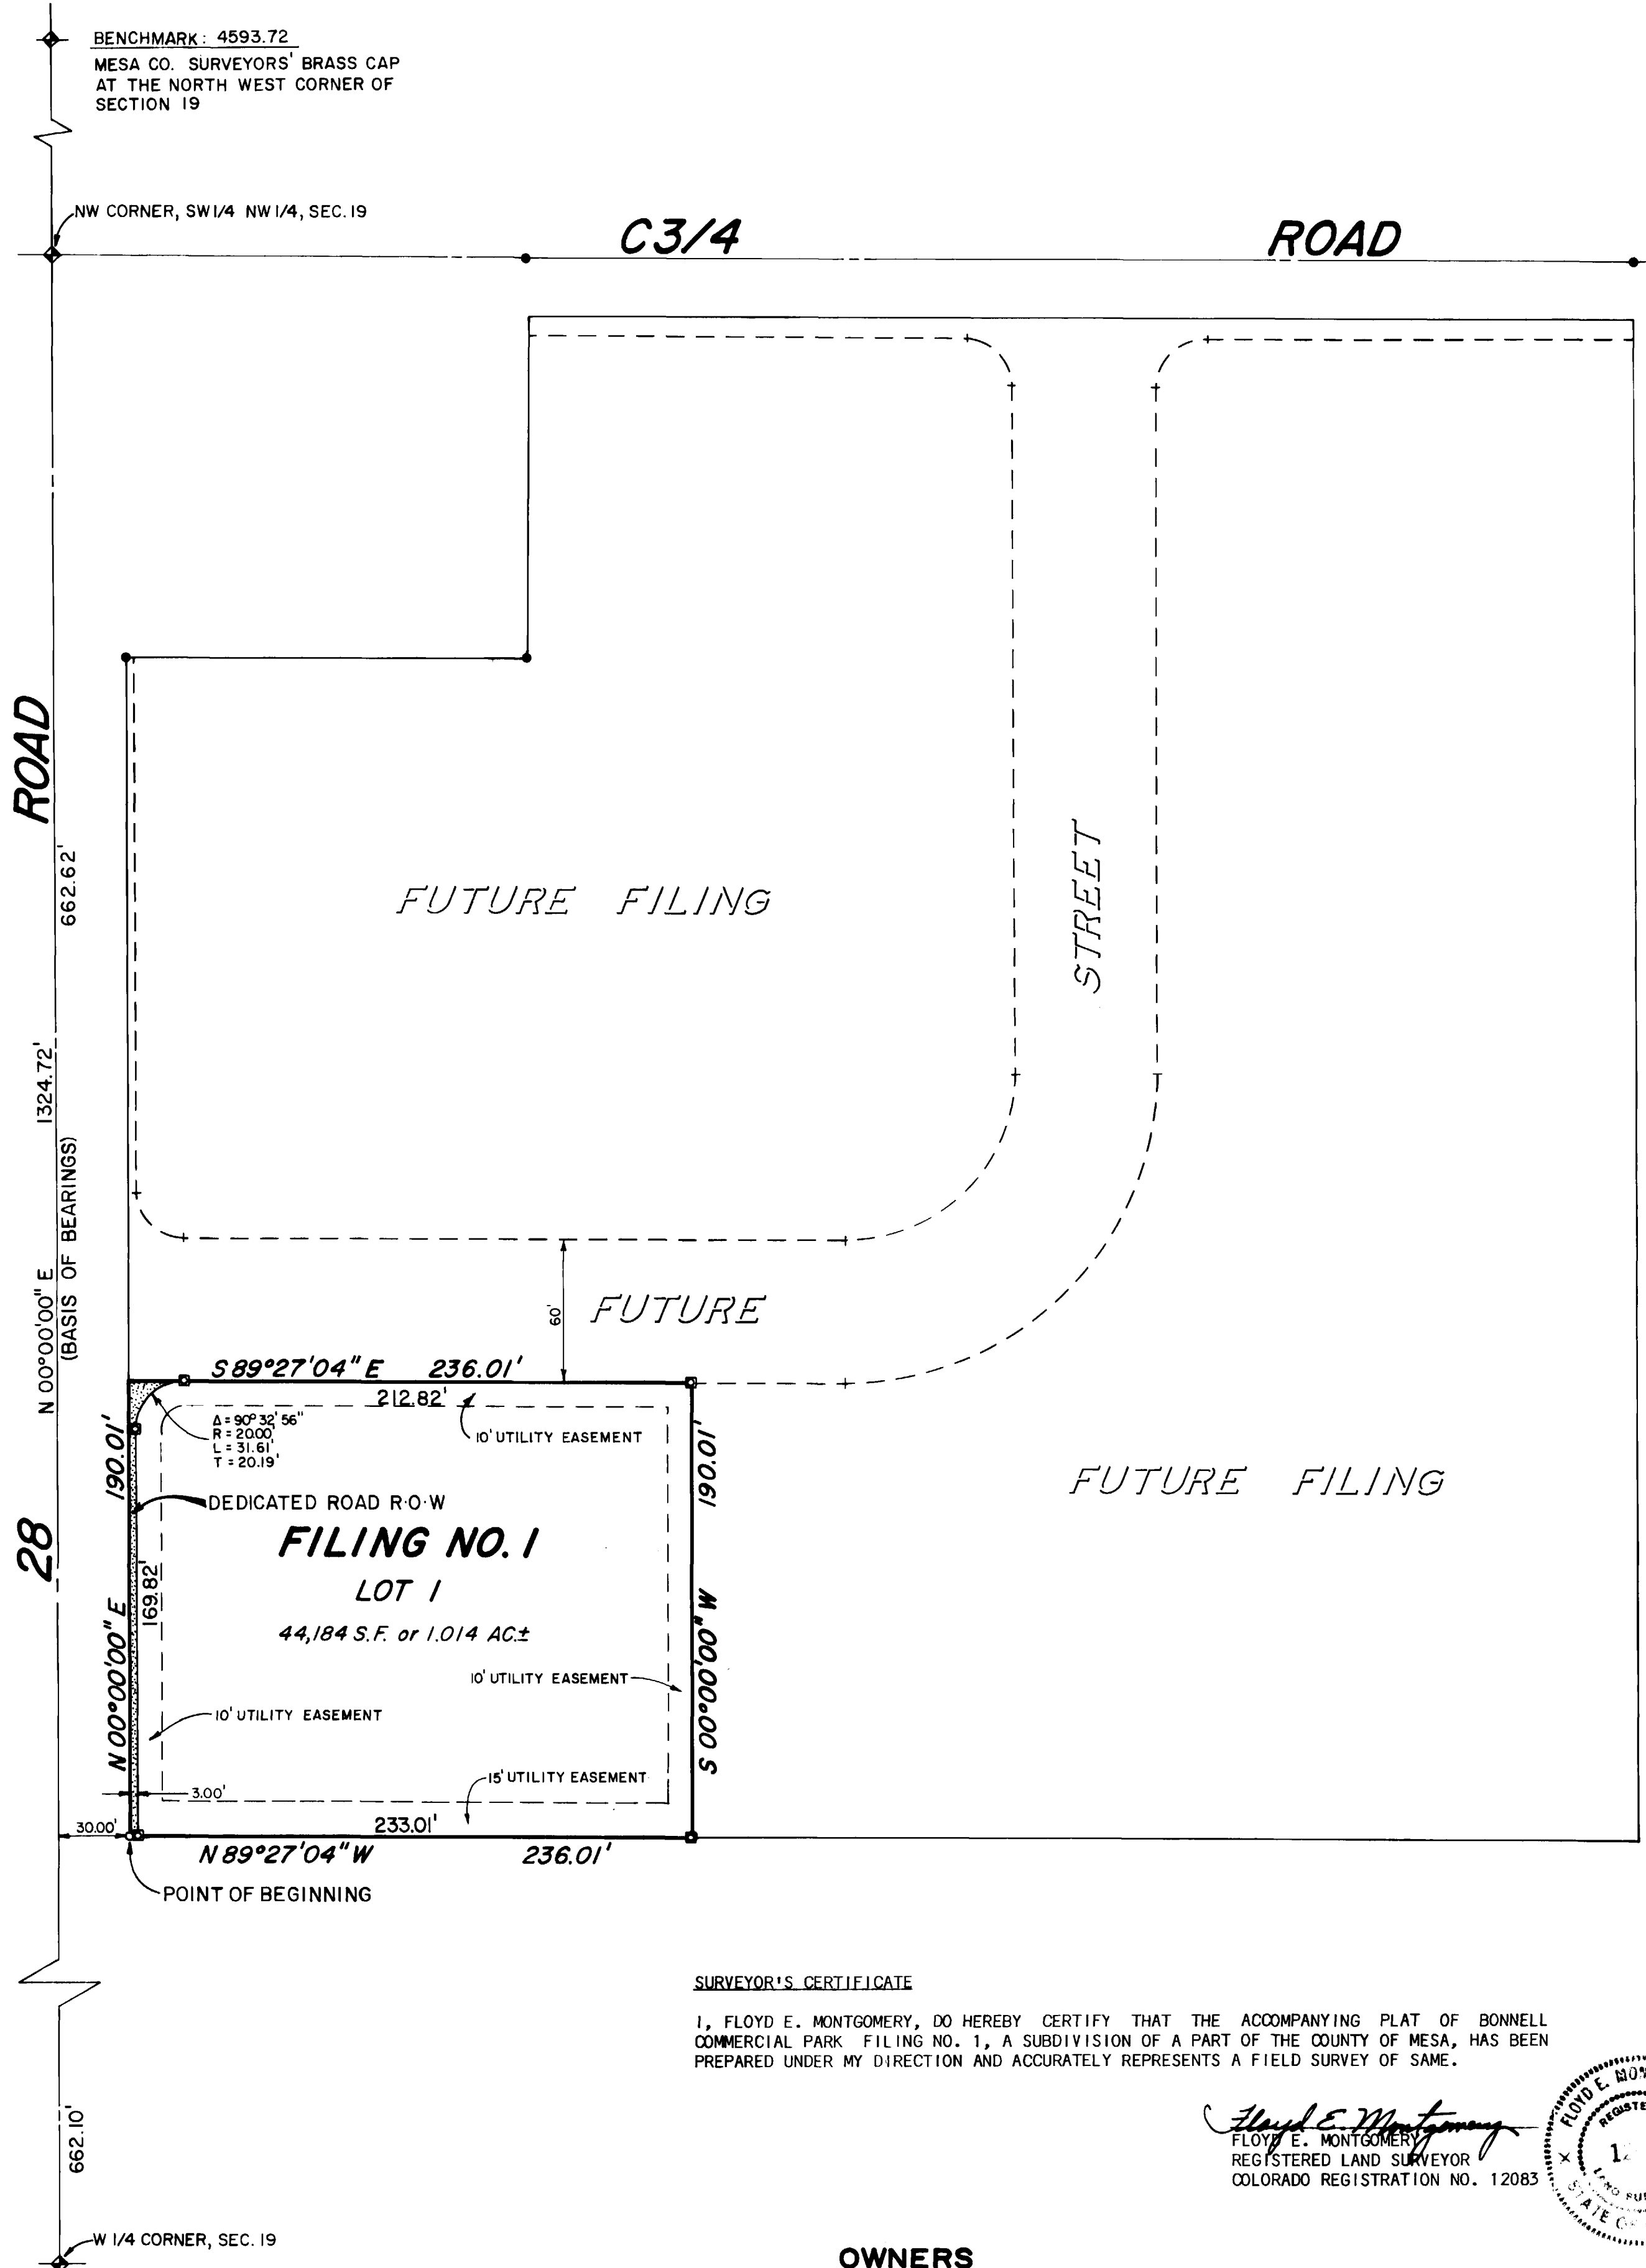 BENCHMARK: 4593.72
MESA CO. SURVEYORS' BRASS CAP
AT THE NORTH WEST CORNER OF
SECTION 19
NW CORNER, SW1/4 NW1/4, SEC. 19
C3/4 ROAD
28 ROAD
662.62'
N 00°00'00" E 1324.72'
(BASIS OF BEARINGS)
FUTURE FILING
STREET
60'
FUTURE
S 89°27'04" E 236.01'
212.82'
Δ = 90°32'56"
R = 20.00'
L = 31.61'
T = 20.19'
10' UTILITY EASEMENT
N 00°00'00" E 190.01'
S 00°00'00" W 190.01'
DEDICATED ROAD R.O.W
FILING NO. 1
LOT 1
44,184 S.F. or 1.014 AC.±
169.82'
FUTURE FILING
10' UTILITY EASEMENT
10' UTILITY EASEMENT
15' UTILITY EASEMENT
3.00'
30.00'
233.01'
N 89°27'04" W 236.01'
POINT OF BEGINNING
SURVEYOR'S CERTIFICATE
I, FLOYD E. MONTGOMERY, DO HEREBY CERTIFY THAT THE ACCOMPANYING PLAT OF BONNELL
COMMERCIAL PARK FILING NO. 1, A SUBDIVISION OF A PART OF THE COUNTY OF MESA, HAS BEEN
PREPARED UNDER MY DIRECTION AND ACCURATELY REPRESENTS A FIELD SURVEY OF SAME.
Floyd E. Montgomery
FLOYD E. MONTGOMERY
REGISTERED LAND SURVEYOR
COLORADO REGISTRATION NO. 12083
FLOYD E.
STATE OF
662.10'
W 1/4 CORNER, SEC. 19
OWNERS